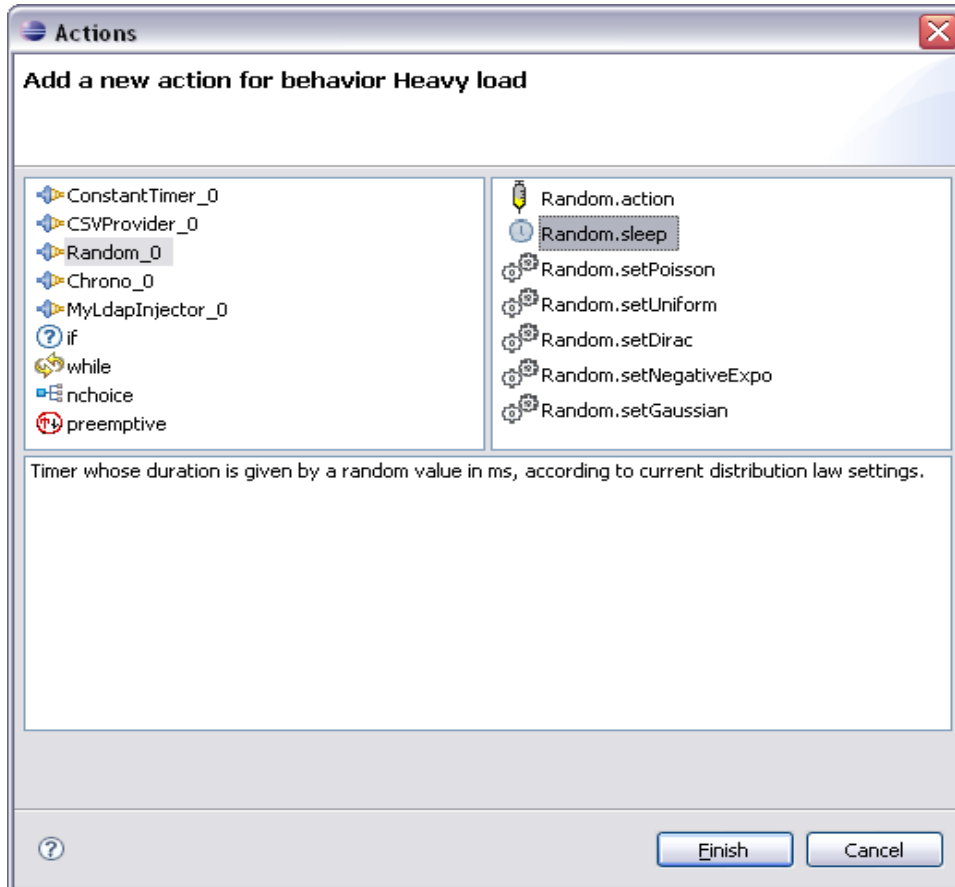 Actions
Add a new action for behavior Heavy load
ConstantTimer_0
CSVProvider_0
Random_0
Chrono_0
MyLdapInjector_0
if
while
nchoice
preemptive
Random.action
Random.sleep
Random.setPoisson
Random.setUniform
Random.setDirac
Random.setNegativeExpo
Random.setGaussian
Timer whose duration is given by a random value in ms, according to current distribution law settings.
Finish
Cancel